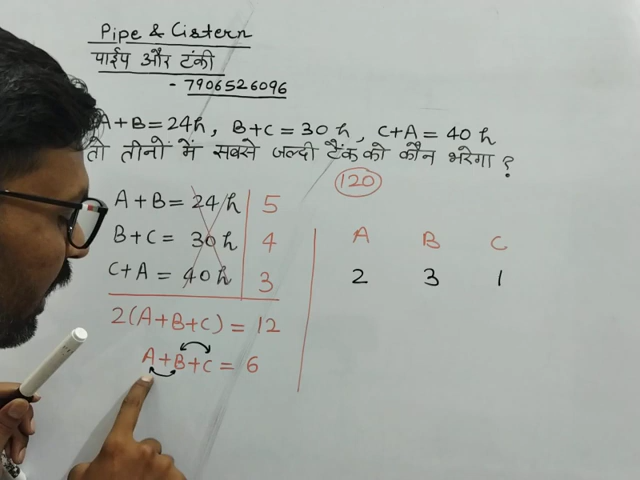 Pipe & Cistern
पाईप और टंकी
- 7906526096
A+B=24h, B+C=30h, C+A=40h
तो तीनों में सबसे जल्दी टैंक को कौन भरेगा?
120
A+B = 24h | 5
B+C = 30h | 4
C+A = 40h | 3
2(A+B+C) = 12
A+B+C = 6
A B C
2 3 1